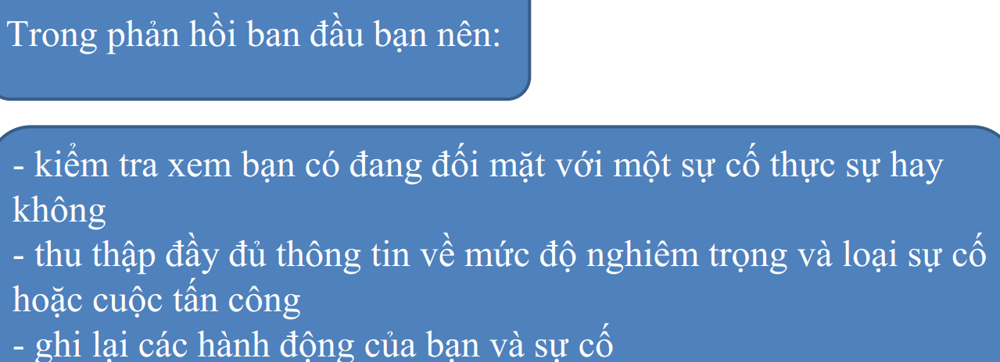 Trong phản hồi ban đầu bạn nên:
- kiểm tra xem bạn có đang đối mặt với một sự cố thực sự hay
không
- thu thập đầy đủ thông tin về mức độ nghiêm trọng và loại sự cố
hoặc cuộc tấn công
- ghi lại các hành động của bạn và sự cố